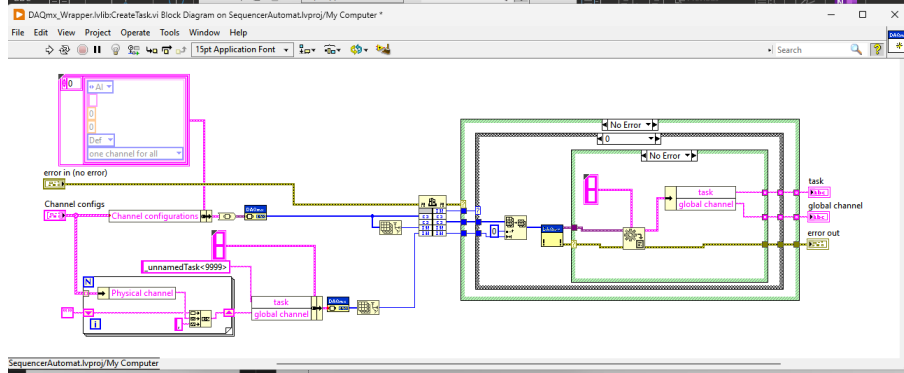 DAQmx_Wrapper.lvlib:CreateTask.vi Block Diagram on SequencerAutomat.lvproj/My Computer *
File Edit View Project Operate Tools Window Help
15pt Application Font
Search
0
AI
0
0
Def
one channel for all
No Error
0
No Error
error in (no error)
Channel configs
Channel configurations
DAQmx
_unnamedTask<9999>
N
Physical channel
i
task
global channel
DAQmx
0
task
global channel
task
abc
global channel
abc
error out
SequencerAutomat.lvproj/My Computer